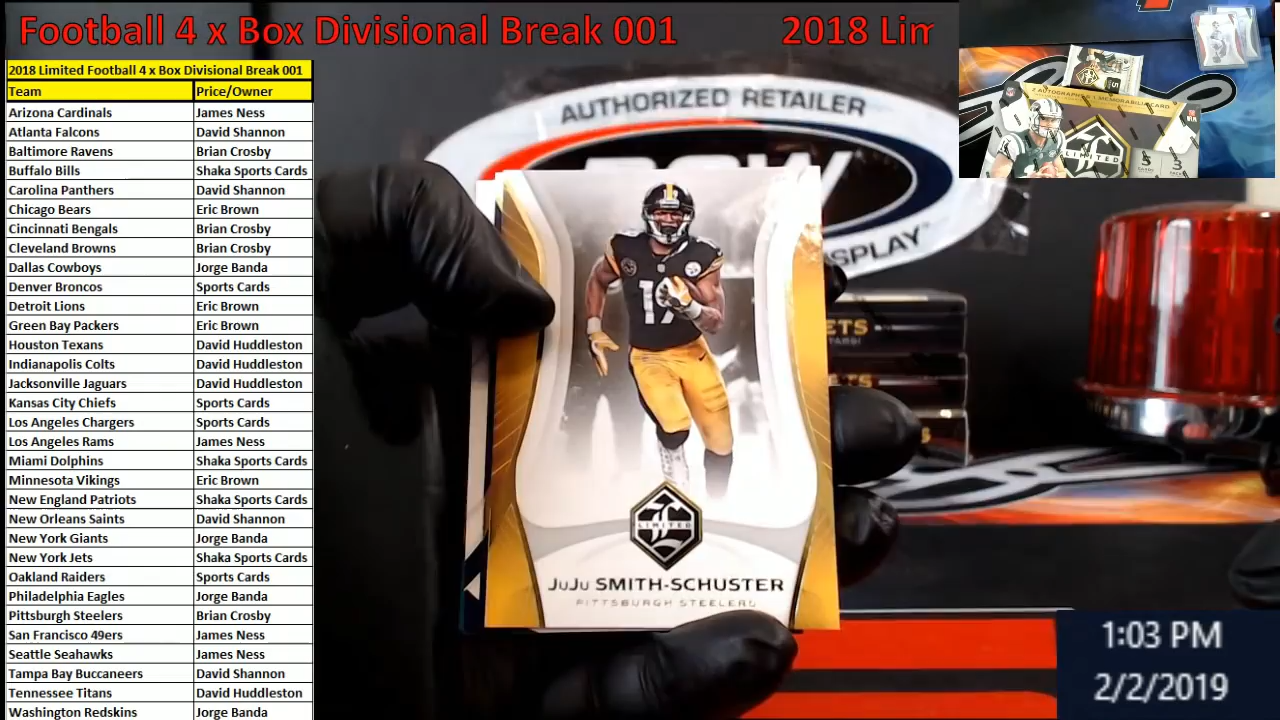 Football 4 x Box Divisional Break 001 2018 Lim
2018 Limited Football 4 x Box Divisional Break 001
Team Price/Owner
Arizona Cardinals James Ness
Atlanta Falcons David Shannon
Baltimore Ravens Brian Crosby
Buffalo Bills Shaka Sports Cards
Carolina Panthers David Shannon
Chicago Bears Eric Brown
Cincinnati Bengals Brian Crosby
Cleveland Browns Brian Crosby
Dallas Cowboys Jorge Banda
Denver Broncos Sports Cards
Detroit Lions Eric Brown
Green Bay Packers Eric Brown
Houston Texans David Huddleston
Indianapolis Colts David Huddleston
Jacksonville Jaguars David Huddleston
Kansas City Chiefs Sports Cards
Los Angeles Chargers Sports Cards
Los Angeles Rams James Ness
Miami Dolphins Shaka Sports Cards
Minnesota Vikings Eric Brown
New England Patriots Shaka Sports Cards
New Orleans Saints David Shannon
New York Giants Jorge Banda
New York Jets Shaka Sports Cards
Oakland Raiders Sports Cards
Philadelphia Eagles Jorge Banda
Pittsburgh Steelers Brian Crosby
San Francisco 49ers James Ness
Seattle Seahawks James Ness
Tampa Bay Buccaneers David Shannon
Tennessee Titans David Huddleston
Washington Redskins Jorge Banda
AUTHORIZED RETAILER
SPLAY
19
LIMITED
JuJu SMITH-SCHUSTER
PITTSBURGH STEELERS
LIMITED
3 3
ETS
1:03 PM
2/2/2019